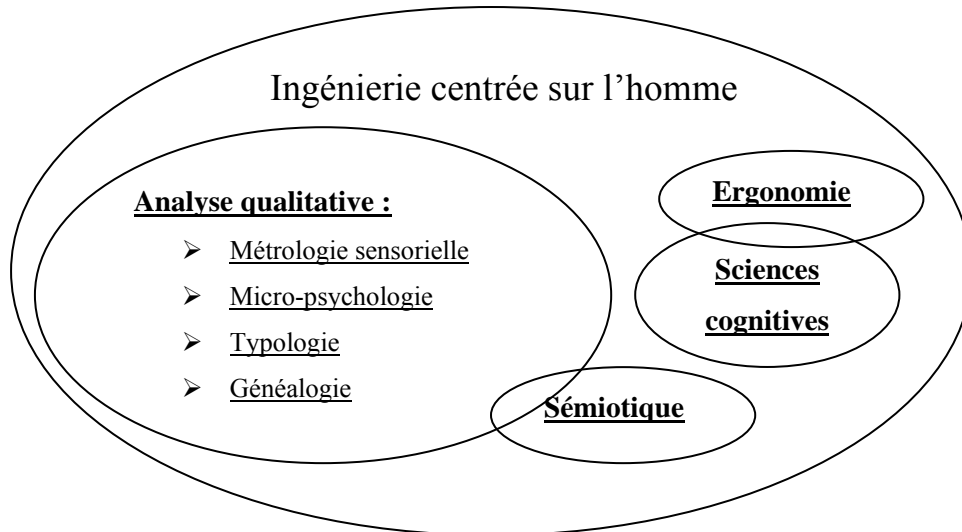 Ingénierie centrée sur l’homme
Analyse qualitative :
➢ Métrologie sensorielle
➢ Micro-psychologie
➢ Typologie
➢ Généalogie
Ergonomie
Sciences
cognitives
Sémiotique